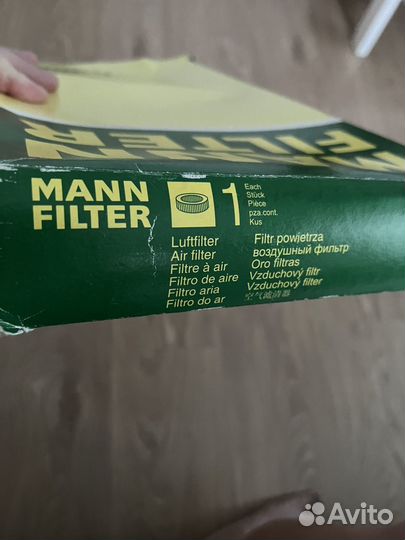 MANN
FILTER
MANN
FILTER
1
Each
Stück
Pièce
pza.cont.
Kus
Luftfilter
Air filter
Filtre à air
Filtro de aire
Filtro aria
Filtro do ar
Filtr powietrza
воздушный фильтр
Oro filtras
Vzduchový filtr
Vzduchový filter
空气滤清器
Avito